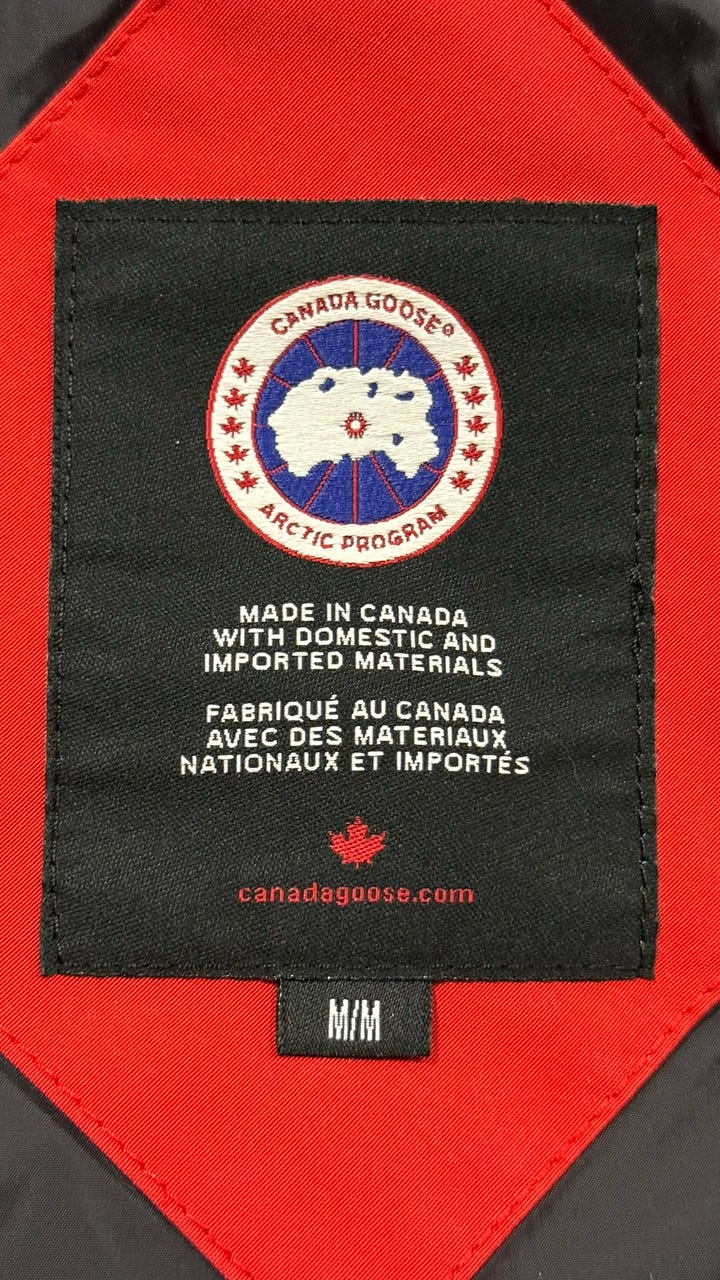 CANADA GOOSE®
ARCTIC PROGRAM
MADE IN CANADA
WITH DOMESTIC AND
IMPORTED MATERIALS
FABRIQUÉ AU CANADA
AVEC DES MATERIAUX
NATIONAUX ET IMPORTÉS
canadagoose.com
M/M